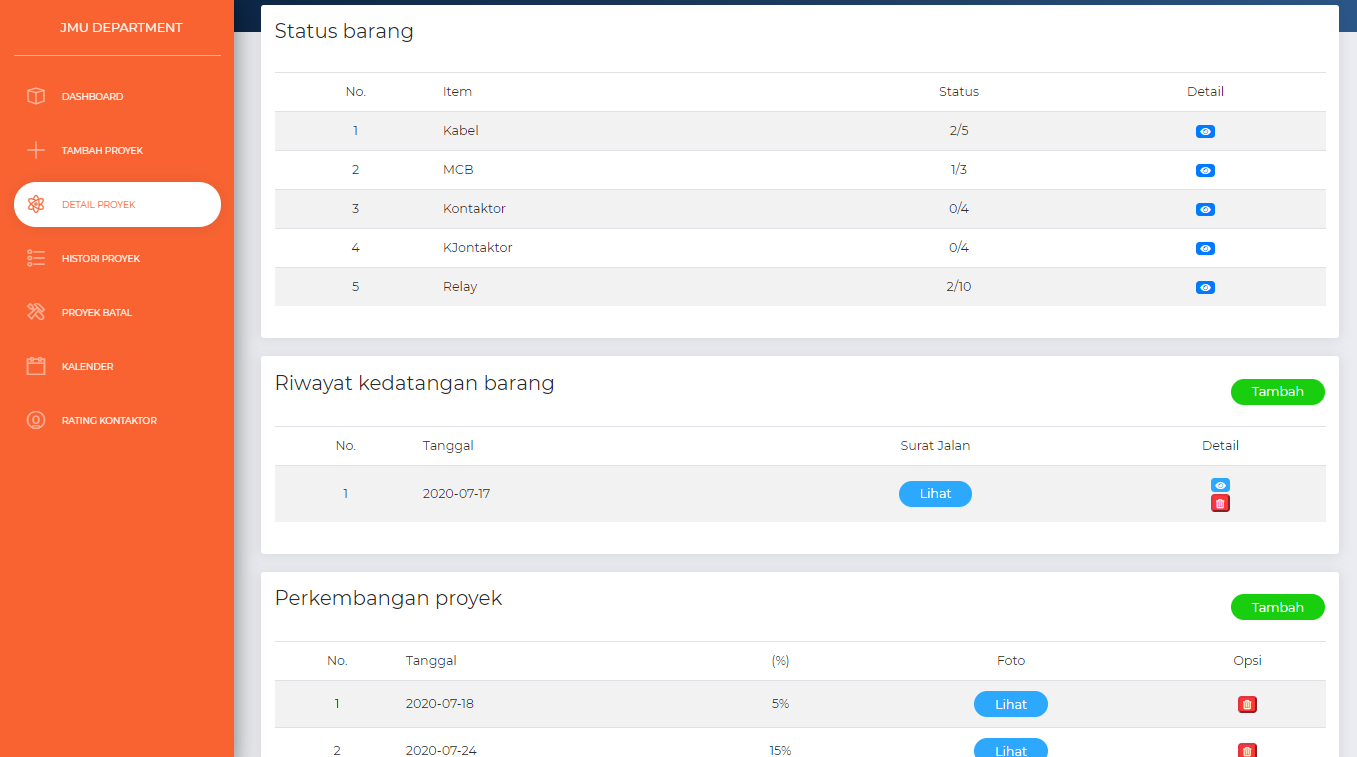 JMU DEPARTMENT
DASHBOARD
TAMBAH PROYEK
DETAIL PROYEK
HISTORI PROYEK
PROYEK BATAL
KALENDER
RATING KONTAKTOR
Status barang
No. Item Status Detail
1 Kabel 2/5
2 MCB 1/3
3 Kontaktor 0/4
4 KJontaktor 0/4
5 Relay 2/10
Riwayat kedatangan barang
Tambah
No. Tanggal Surat Jalan Detail
1 2020-07-17 Lihat
Perkembangan proyek
Tambah
No. Tanggal (%) Foto Opsi
1 2020-07-18 5% Lihat
2 2020-07-24 15% Lihat